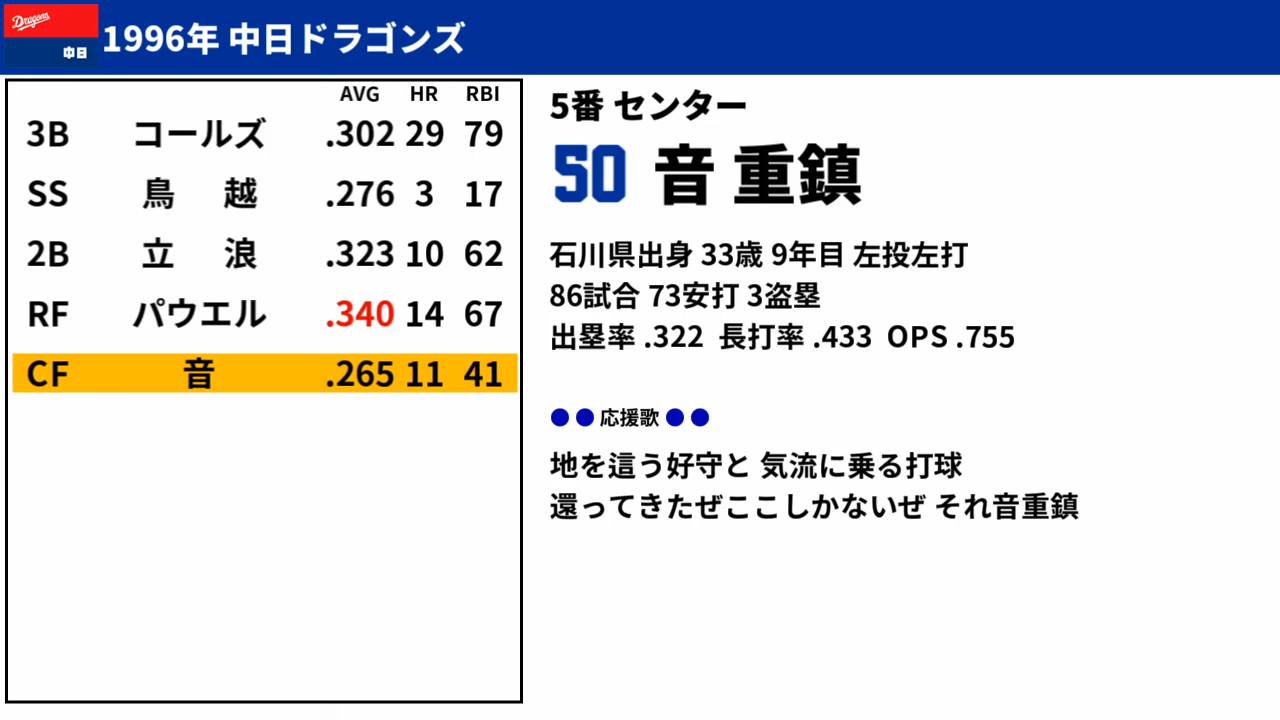 Dragons
中日
1996年 中日ドラゴンズ
AVG HR RBI
3B コールズ .302 29 79
SS 鳥越 .276 3 17
2B 立浪 .323 10 62
RF パウエル .340 14 67
CF 音 .265 11 41
5番 センター
50 音 重鎮
石川県出身 33歳 9年目 左投左打
86試合 73安打 3盗塁
出塁率 .322 長打率 .433 OPS .755
●● 応援歌 ●●
地を這う好守と 気流に乗る打球
還ってきたぜここしかないぜ それ音重鎮